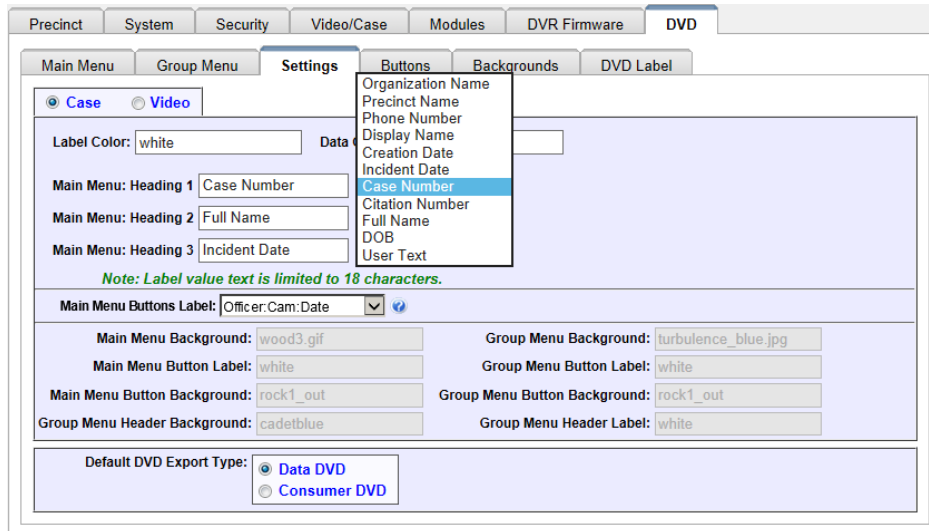 Precinct System Security Video/Case Modules DVR Firmware DVD
Main Menu Group Menu Settings Buttons Backgrounds DVD Label
Case Video
Label Color: white Data
Organization Name
Precinct Name
Phone Number
Display Name
Creation Date
Incident Date
Case Number
Citation Number
Full Name
DOB
User Text
Main Menu: Heading 1 Case Number
Main Menu: Heading 2 Full Name
Main Menu: Heading 3 Incident Date
Note: Label value text is limited to 18 characters.
Main Menu Buttons Label: Officer:Cam:Date ?
Main Menu Background: wood3.gif Group Menu Background: turbulence_blue.jpg
Main Menu Button Label: white Group Menu Button Label: white
Main Menu Button Background: rock1_out Group Menu Button Background: rock1_out
Group Menu Header Background: cadetblue Group Menu Header Label: white
Default DVD Export Type: Data DVD
Consumer DVD